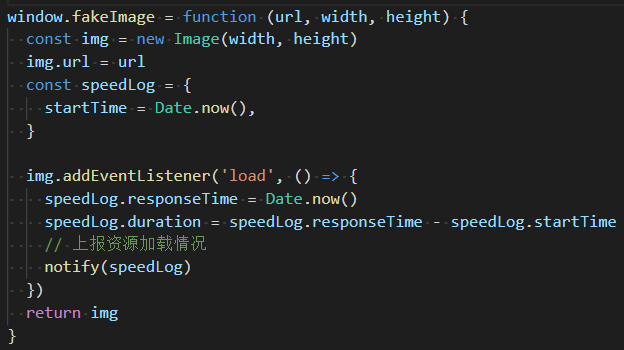 window.fakeImage = function (url, width, height) {
  const img = new Image(width, height)
  img.url = url
  const speedLog = {
    startTime = Date.now(),
  }

  img.addEventListener('load', () => {
    speedLog.responseTime = Date.now()
    speedLog.duration = speedLog.responseTime - speedLog.startTime
    // 上报资源加载情况
    notify(speedLog)
  })
  return img
}